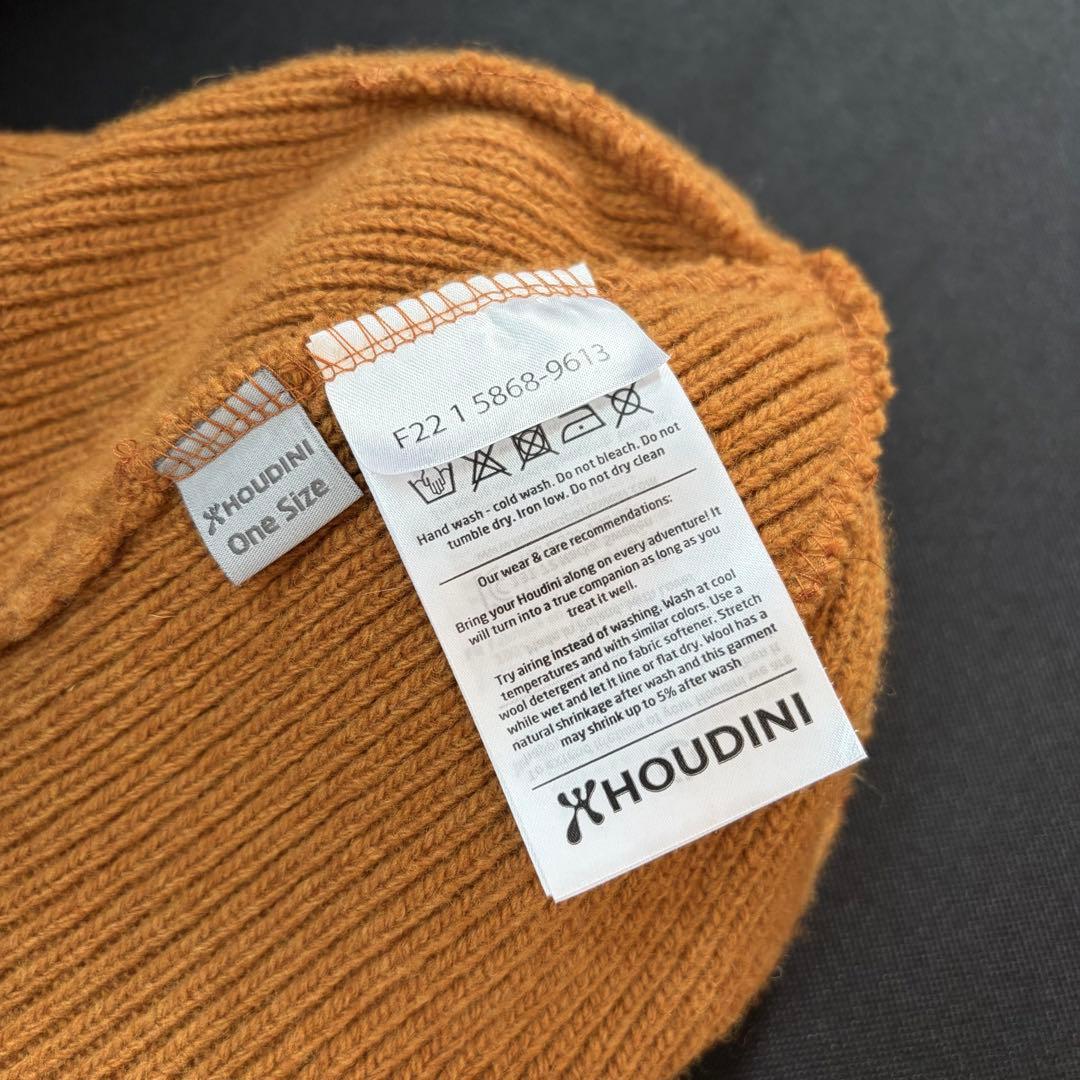 F22 1 5868-9613
Hand wash - cold wash. Do not bleach. Do not
tumble dry. Iron low. Do not dry clean
Our wear & care recommendations:
Bring your Houdini along on every adventure! It
will turn into a true companion as long as you
treat it well.
Try airing instead of washing. Wash at cool
temperatures and with similar colors. Use a
wool detergent and no fabric softener. Stretch
while wet and let it line or flat dry. Wool has a
natural shrinkage after wash and this garment
may shrink up to 5% after wash
HOUDINI
HOUDINI
One Size